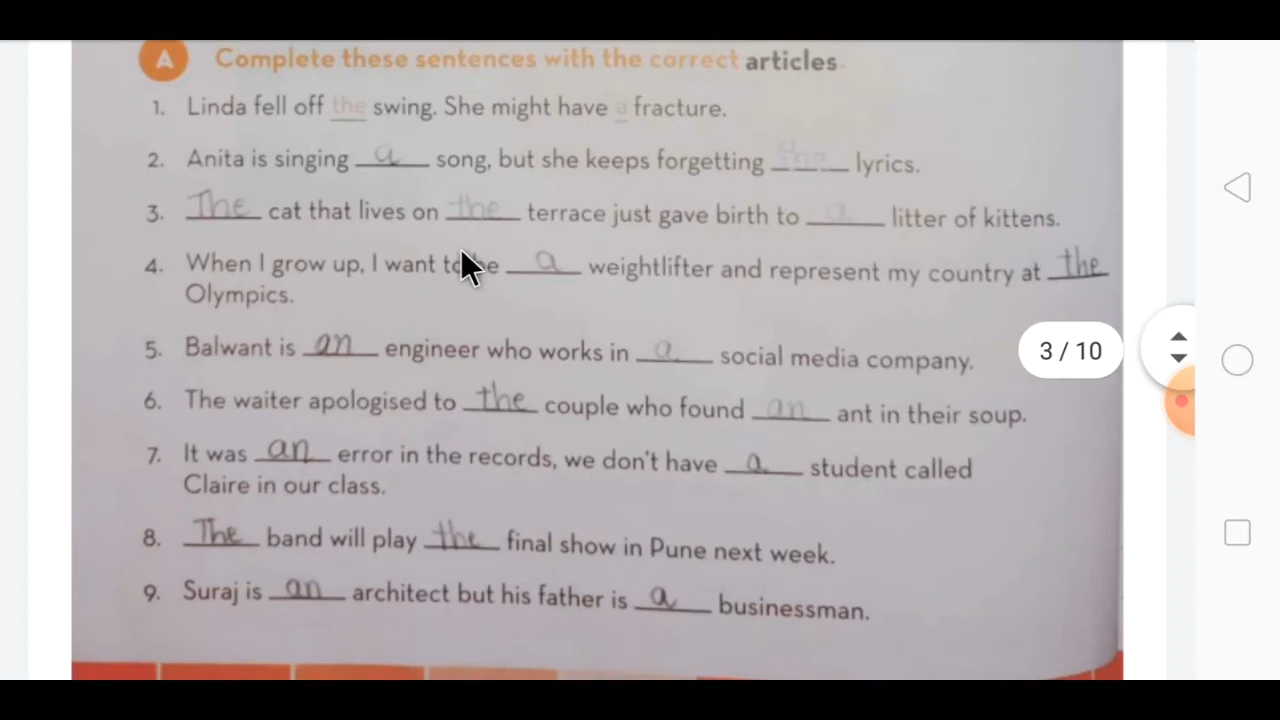 A Complete these sentences with the correct articles.
1. Linda fell off the swing. She might have a fracture.
2. Anita is singing a song, but she keeps forgetting the lyrics.
3. The cat that lives on the terrace just gave birth to a litter of kittens.
4. When I grow up, I want to be a weightlifter and represent my country at the
Olympics.
3 / 10
5. Balwant is an engineer who works in a social media company.
6. The waiter apologised to the couple who found an ant in their soup.
7. It was an error in the records, we don't have a student called
Claire in our class.
8. The band will play the final show in Pune next week.
9. Suraj is an architect but his father is a businessman.